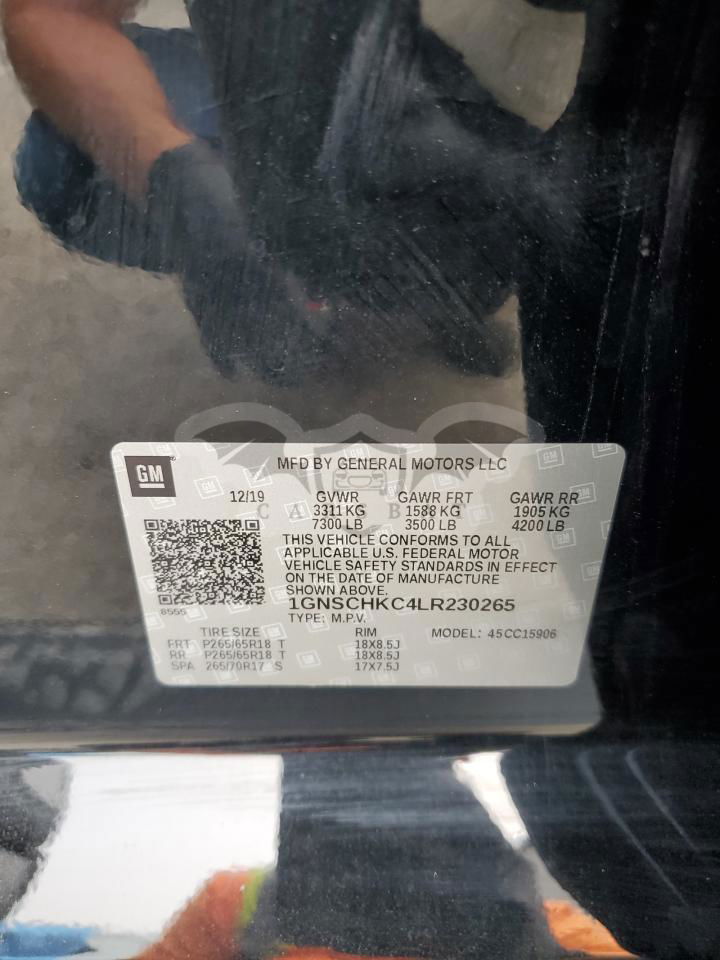 GM
MFD BY GENERAL MOTORS LLC
12/19 GVWR GAWR FRT GAWR RR
3311 KG 1588 KG 1905 KG
7300 LB 3500 LB 4200 LB
THIS VEHICLE CONFORMS TO ALL
APPLICABLE U.S. FEDERAL MOTOR
VEHICLE SAFETY STANDARDS IN EFFECT
ON THE DATE OF MANUFACTURE
SHOWN ABOVE.
8555
1GNSCHKC4LR230265
TYPE: M.P.V.
TIRE SIZE RIM MODEL: 45CC15906
FRT P265/65R18 T 18X8.5J
RR P265/65R18 T 18X8.5J
SPA 265/70R17 S 17X7.5J